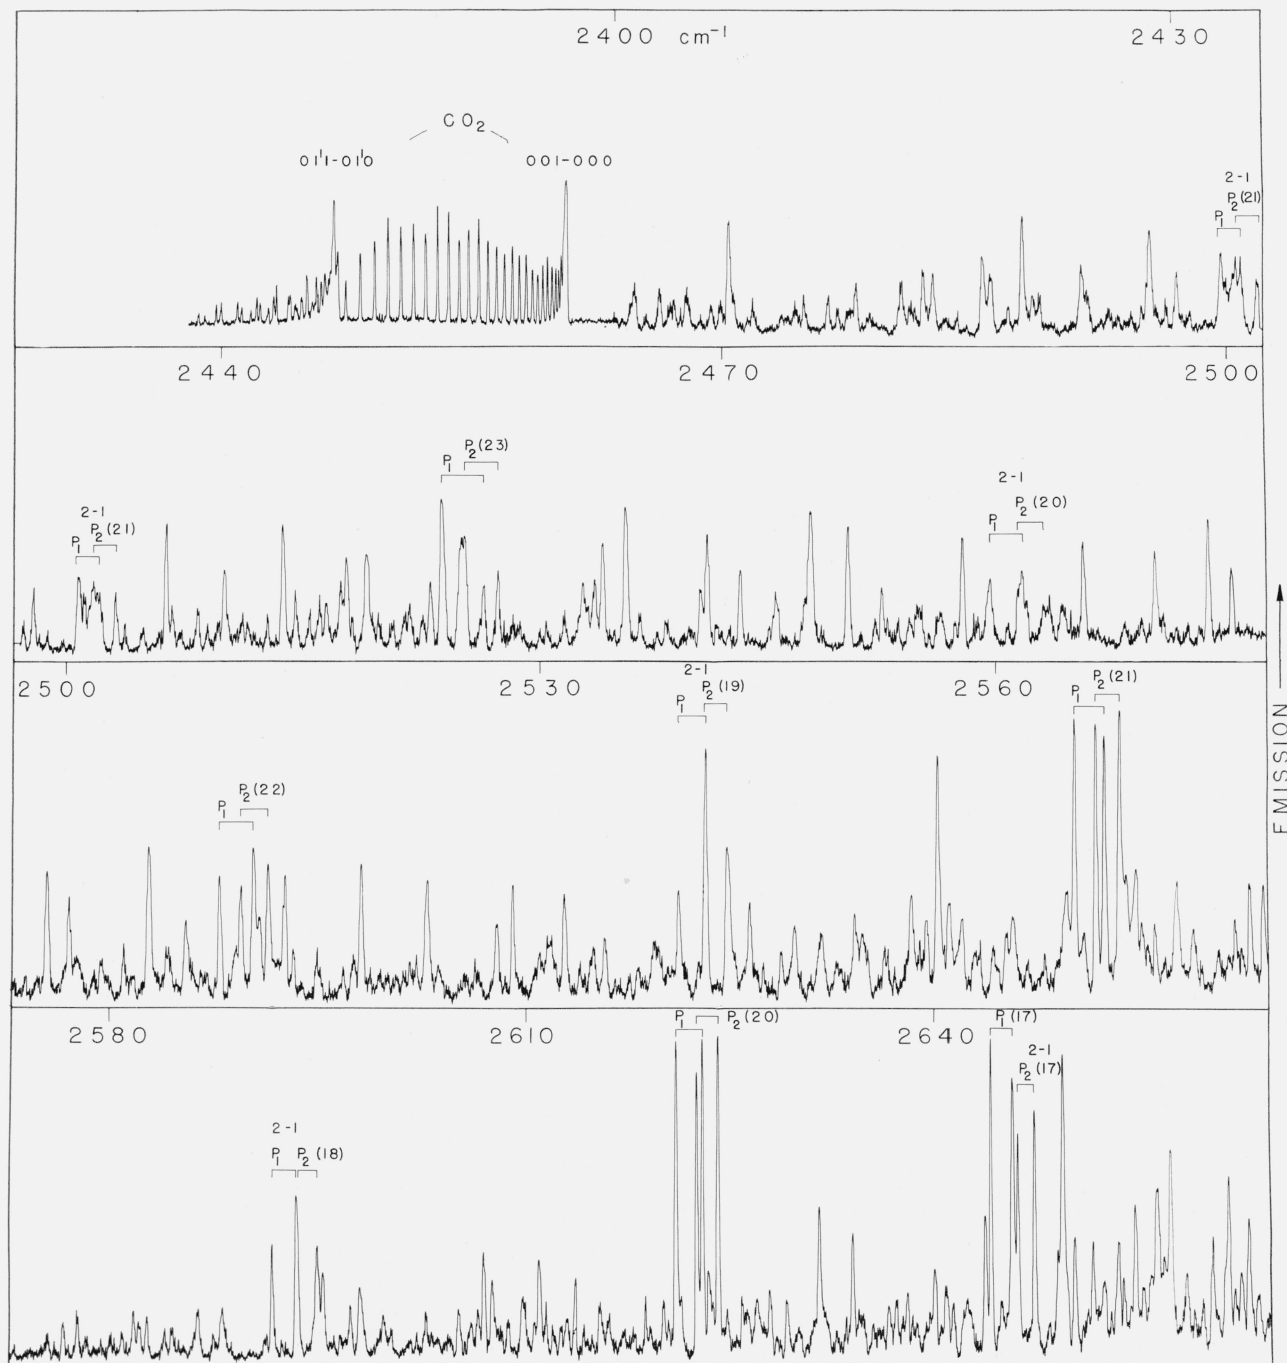 2400 cm⁻¹ 2430
CO₂
01¹1-01¹0 001-000
2-1
P₁ P₂(21)
2440 2470 2500
P₁ P₂(23)
2-1
P₁ P₂(21)
2-1
P₁ P₂(20)
2500 2530 2560
2-1
P₁ P₂(19)
P₁ P₂(21)
P₁ P₂(22)
EMISSION
2580 2610 2640
P₁ P₂(20)
P₁(17)
2-1
P₂(17)
2-1
P₁ P₂(18)